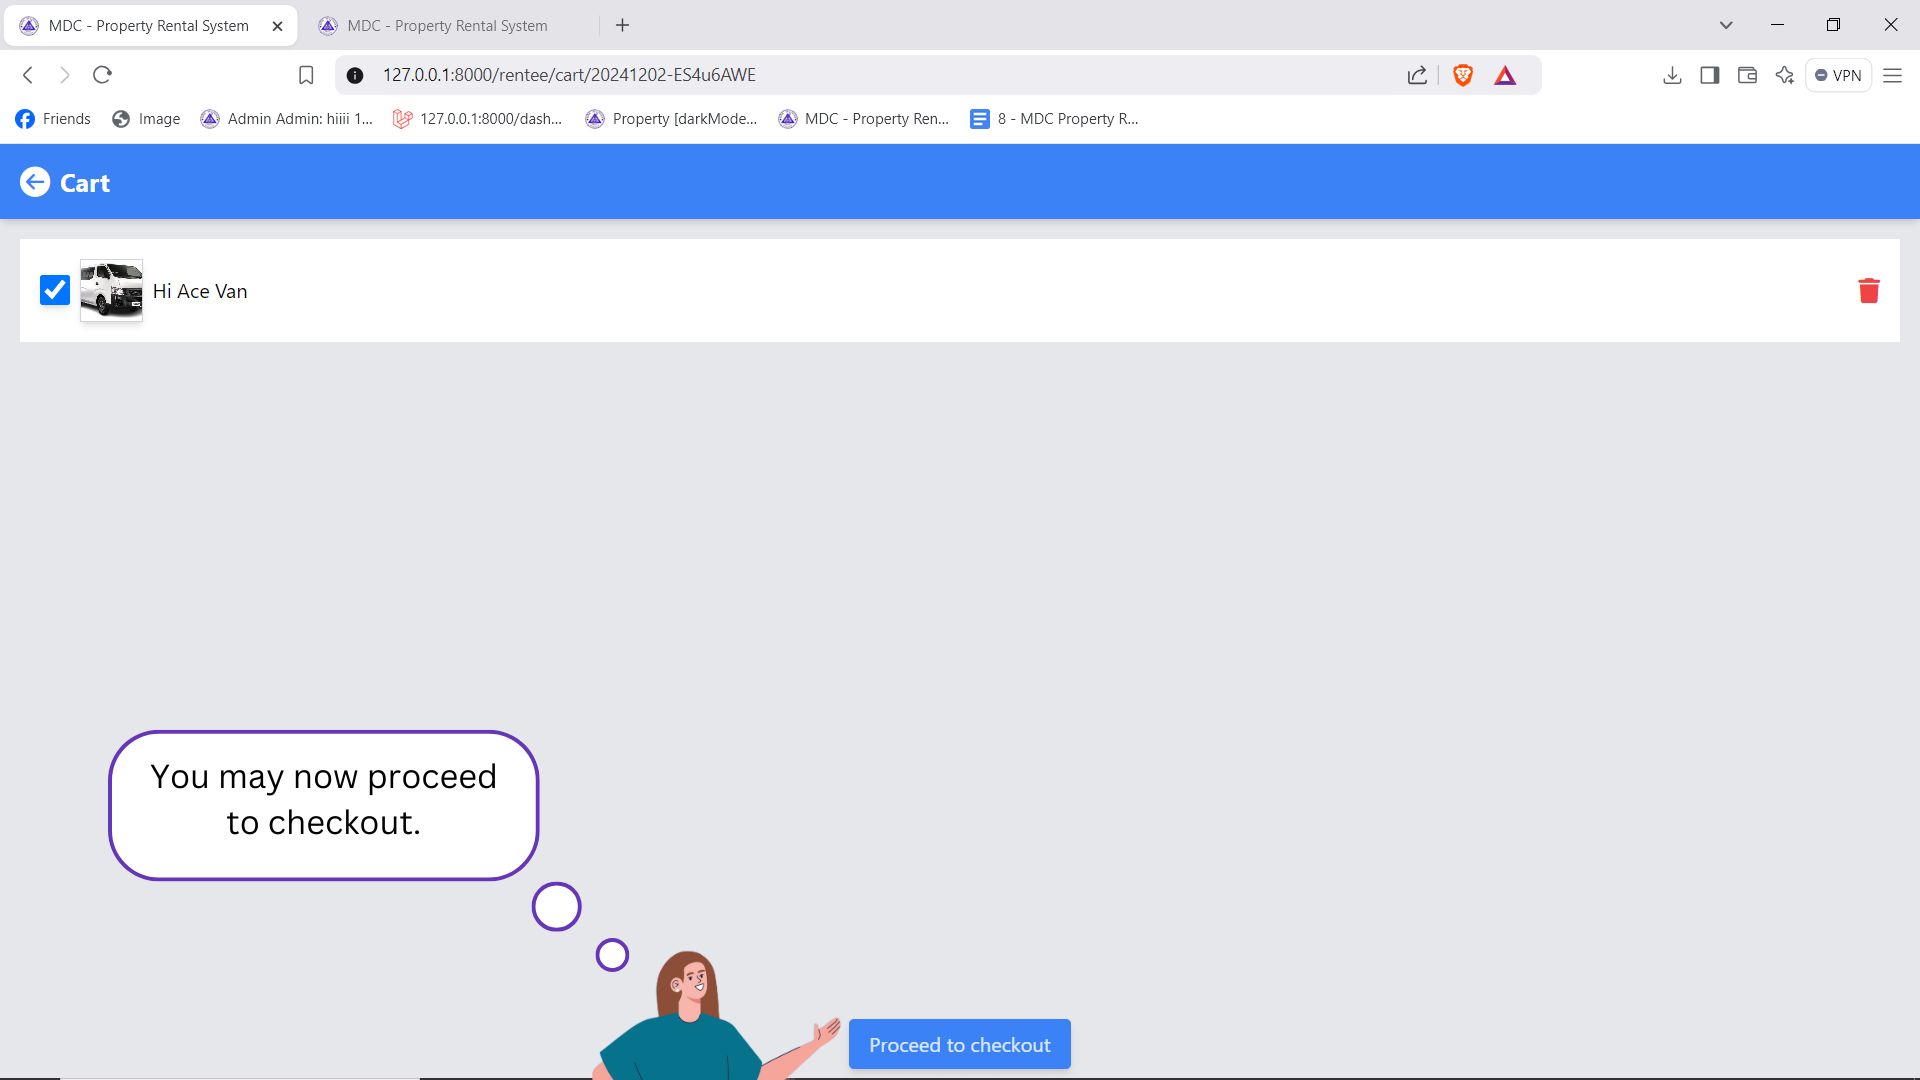 MDC - Property Rental System
MDC - Property Rental System
127.0.0.1:8000/rentee/cart/20241202-ES4u6AWE
VPN
Friends
Image
Admin Admin: hiiii 1...
127.0.0.1:8000/dash...
Property [darkMode...
MDC - Property Ren...
8 - MDC Property R...
Cart
Hi Ace Van
You may now proceed
to checkout.
Proceed to checkout